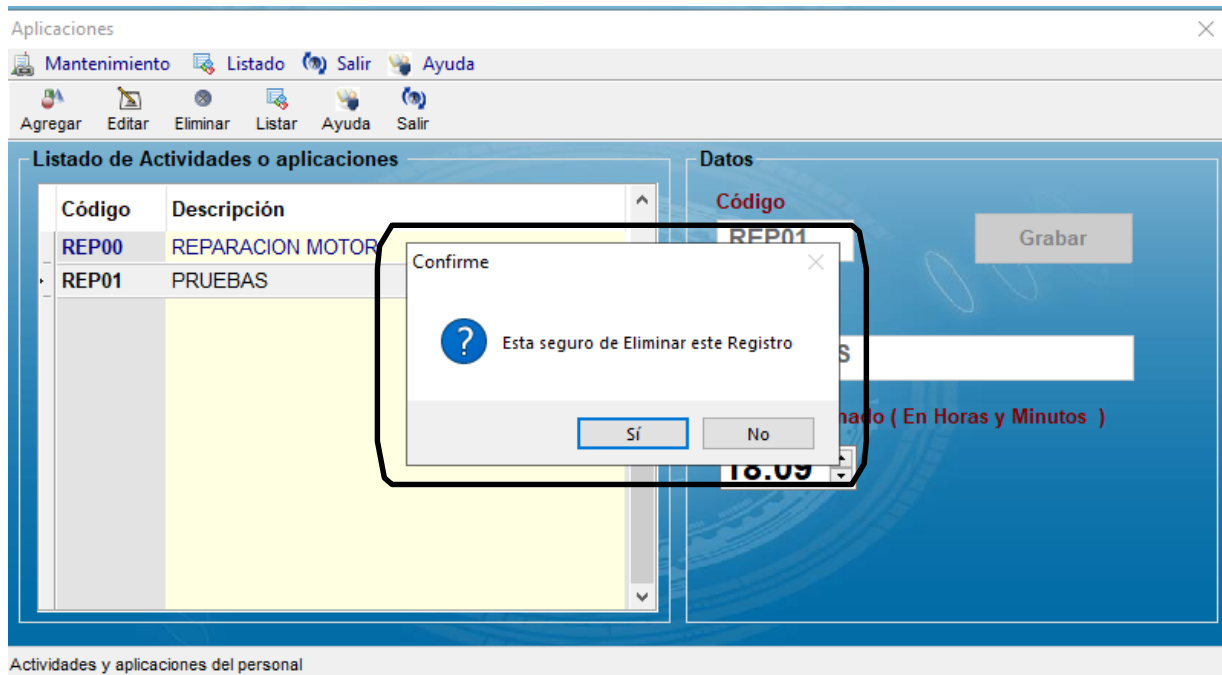 Aplicaciones
Mantenimiento Listado Salir Ayuda
Agregar Editar Eliminar Listar Ayuda Salir
Listado de Actividades o aplicaciones
Código Descripción
REP00 REPARACION MOTOR
REP01 PRUEBAS
Datos
Código
REP01
Grabar
S
( En Horas y Minutos )
18:09
Confirme
Esta seguro de Eliminar este Registro
Sí No
Actividades y aplicaciones del personal